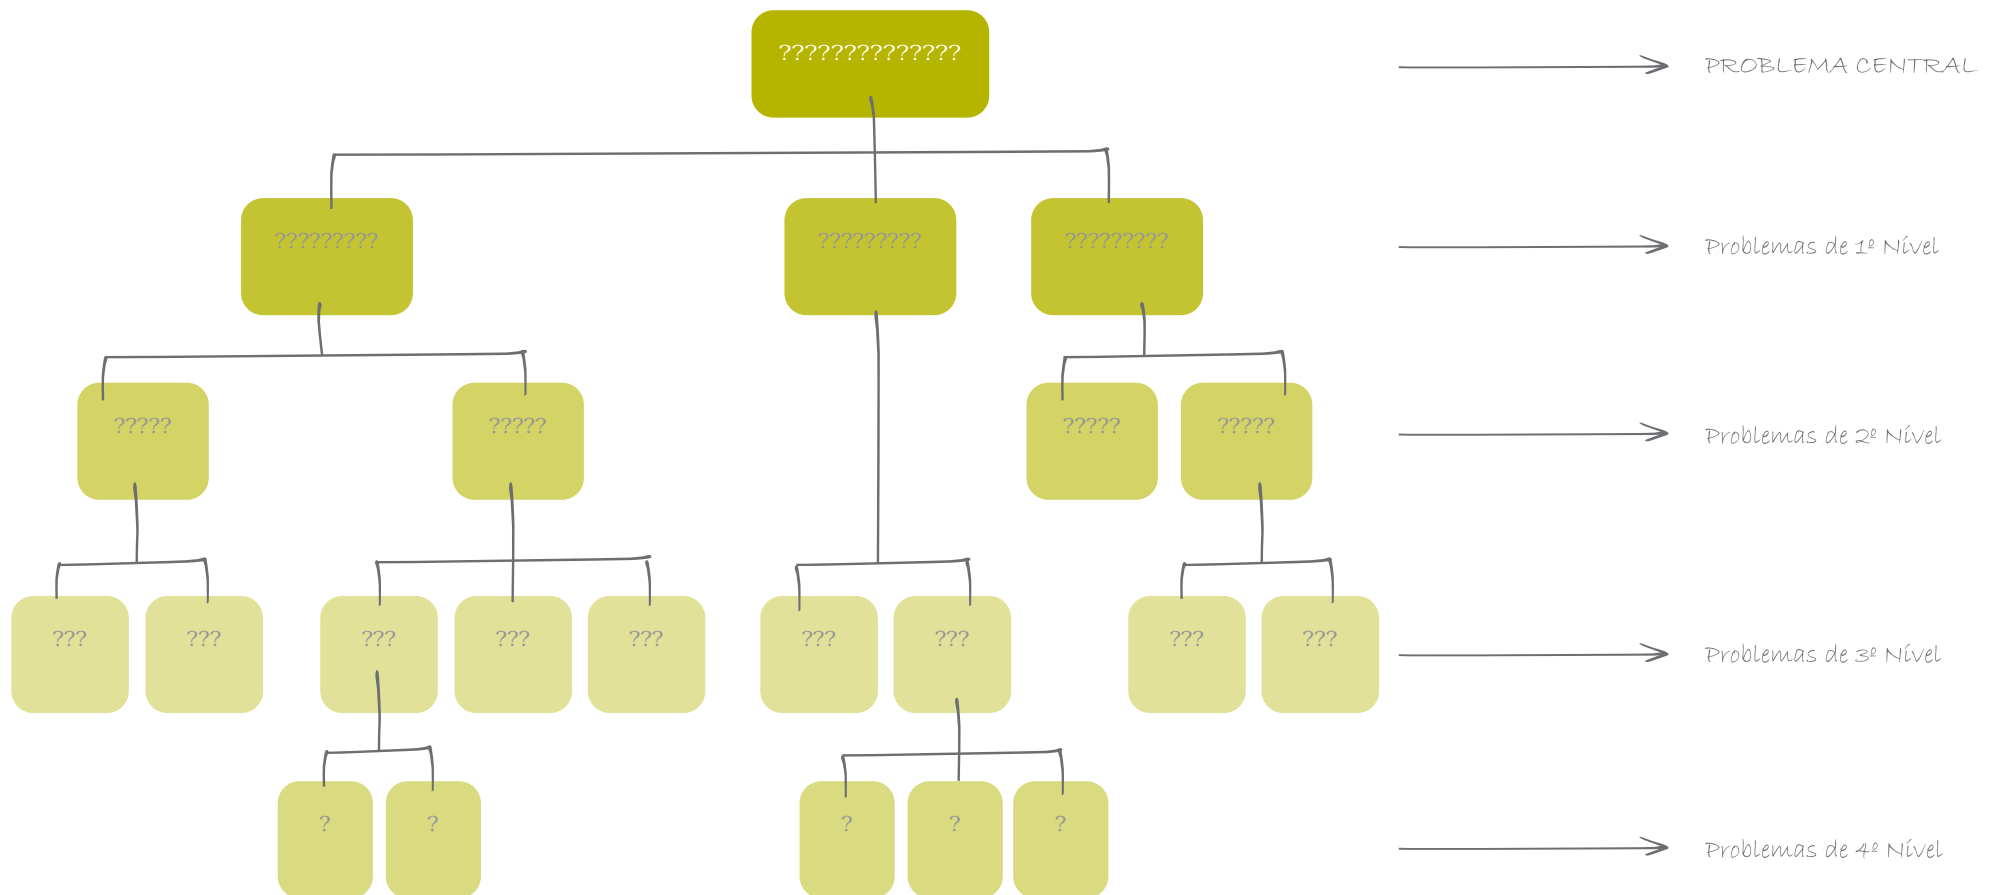 ?????????????? PROBLEMA CENTRAL
????????? ????????? ????????? Problemas de 1º Nível
????? ????? ????? ????? Problemas de 2º Nível
??? ??? ??? ??? ??? ??? ??? ??? ??? Problemas de 3º Nível
? ? ? ? ? Problemas de 4º Nível